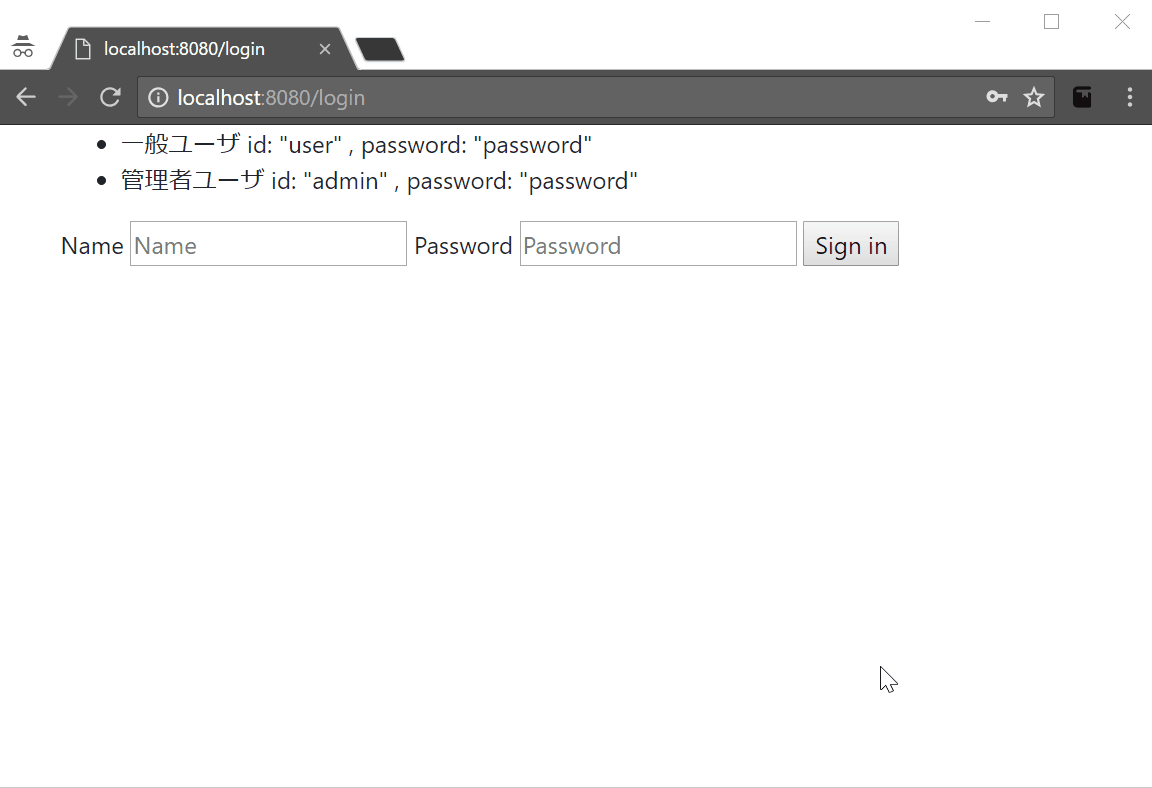 localhost:8080/login
localhost:8080/login
一般ユーザ id: "user" , password: "password"
管理者ユーザ id: "admin" , password: "password"
Name Name Password Password Sign in